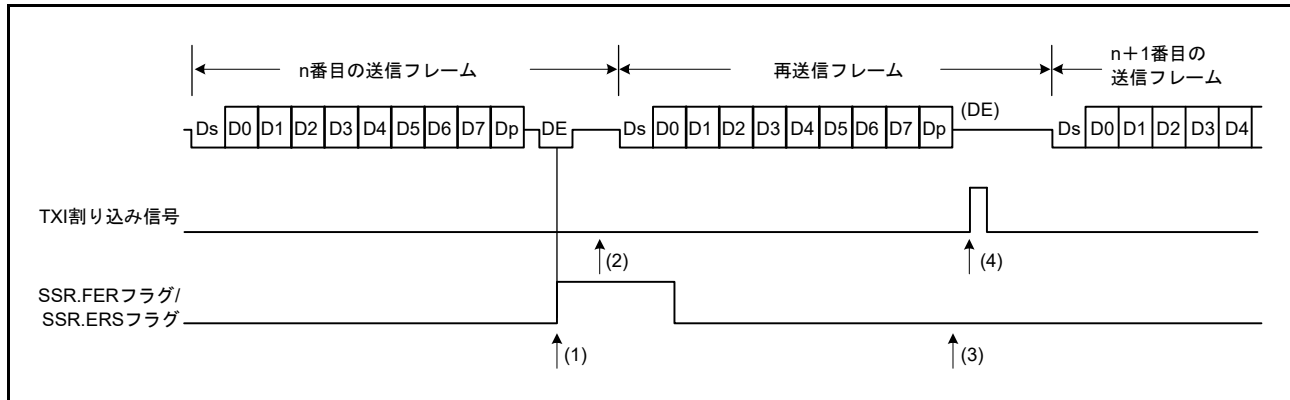 n番目の送信フレーム
再送信フレーム
n+1番目の
送信フレーム
Ds D0 D1 D2 D3 D4 D5 D6 D7 Dp DE Ds D0 D1 D2 D3 D4 D5 D6 D7 Dp (DE) Ds D0 D1 D2 D3 D4
TXI割り込み信号
(2) (4)
SSR.FERフラグ/
SSR.ERSフラグ
(1) (3)